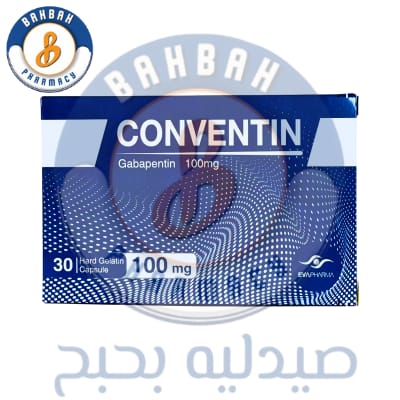 BAHBAH
PHARMACY
BAHBAH
CONVENTIN
Gabapentin 100mg
30 Hard Gelatin Capsule
100 mg
EVAPHARMA
صيدليه بحبح